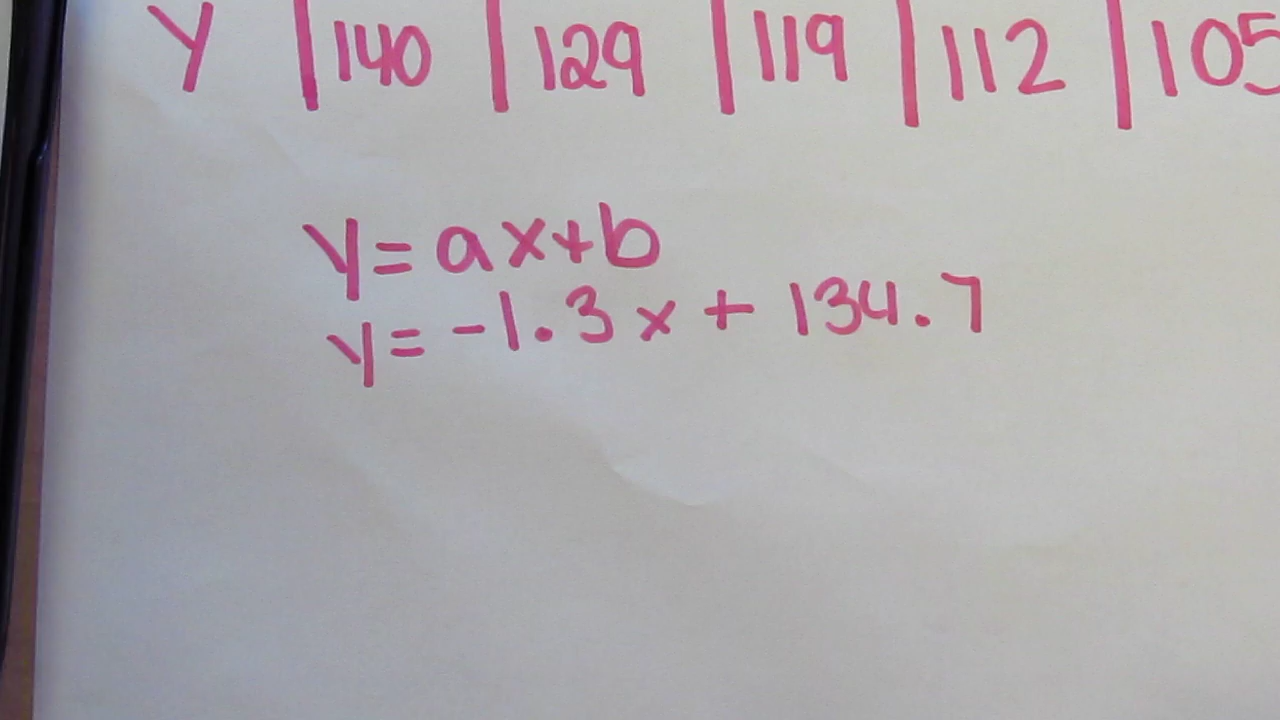 Y | 140 | 129 | 119 | 112 | 105
y = ax+b
y = -1.3x + 134.7